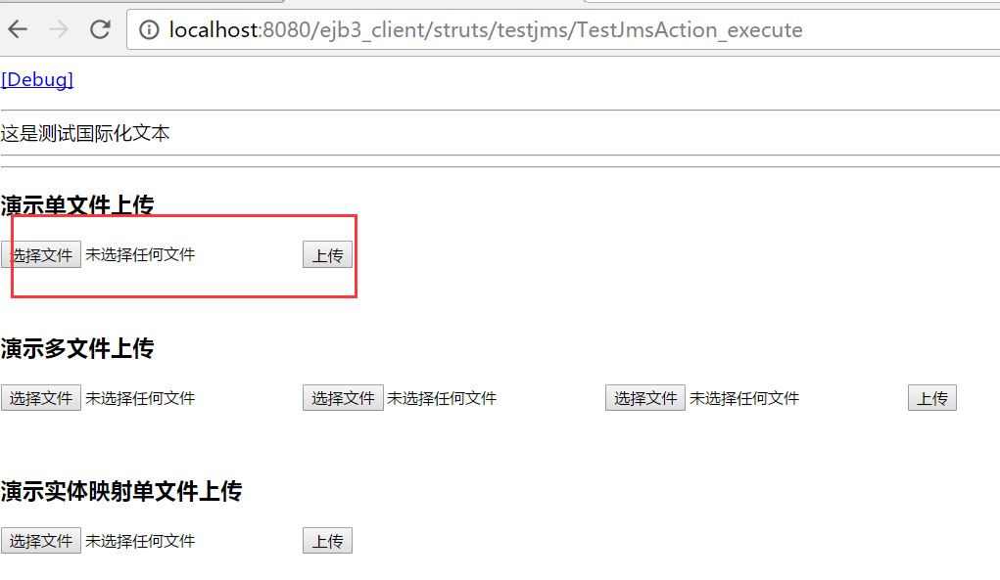 localhost:8080/ejb3_client/struts/testjms/TestJmsAction_execute
[Debug]
这是测试国际化文本
演示单文件上传
选择文件 未选择任何文件 上传
演示多文件上传
选择文件 未选择任何文件 选择文件 未选择任何文件 选择文件 未选择任何文件 上传
演示实体映射单文件上传
选择文件 未选择任何文件 上传